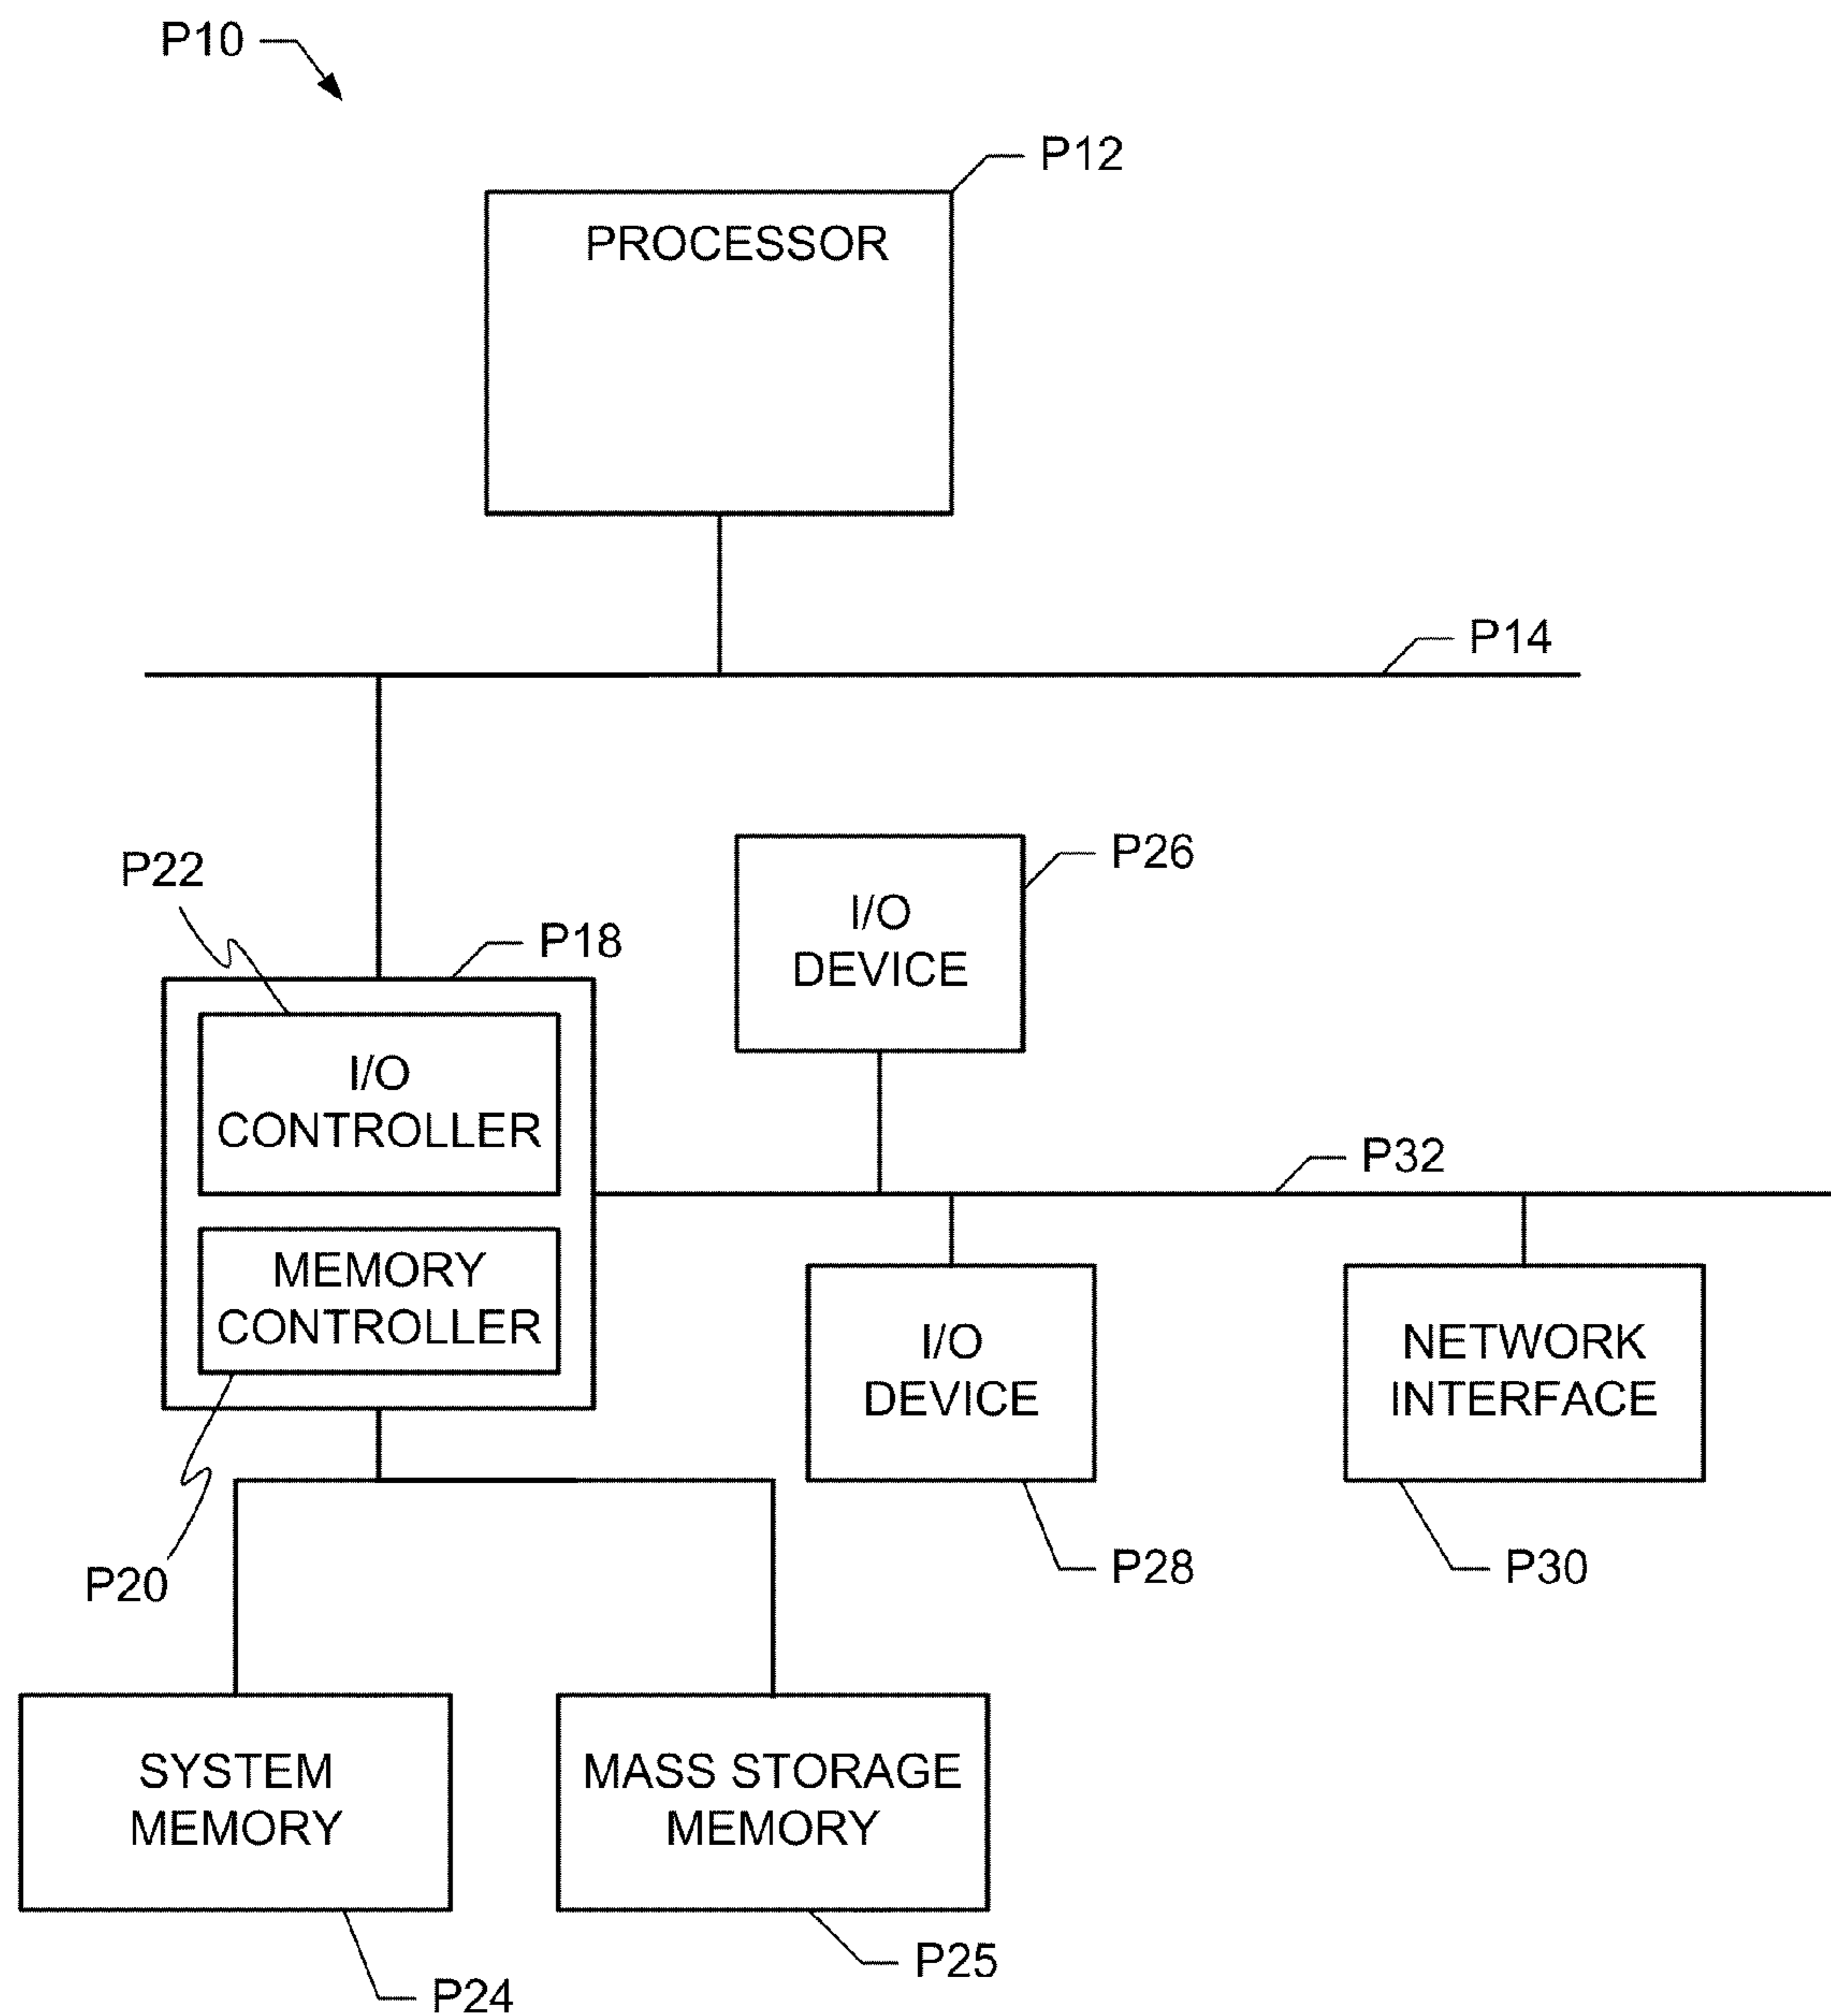 P10
P12
PROCESSOR
P14
P22
P18
P26
I/O
DEVICE
I/O
CONTROLLER
P32
MEMORY
CONTROLLER
I/O
DEVICE
NETWORK
INTERFACE
P20
P28
P30
SYSTEM
MEMORY
MASS STORAGE
MEMORY
P25
P24